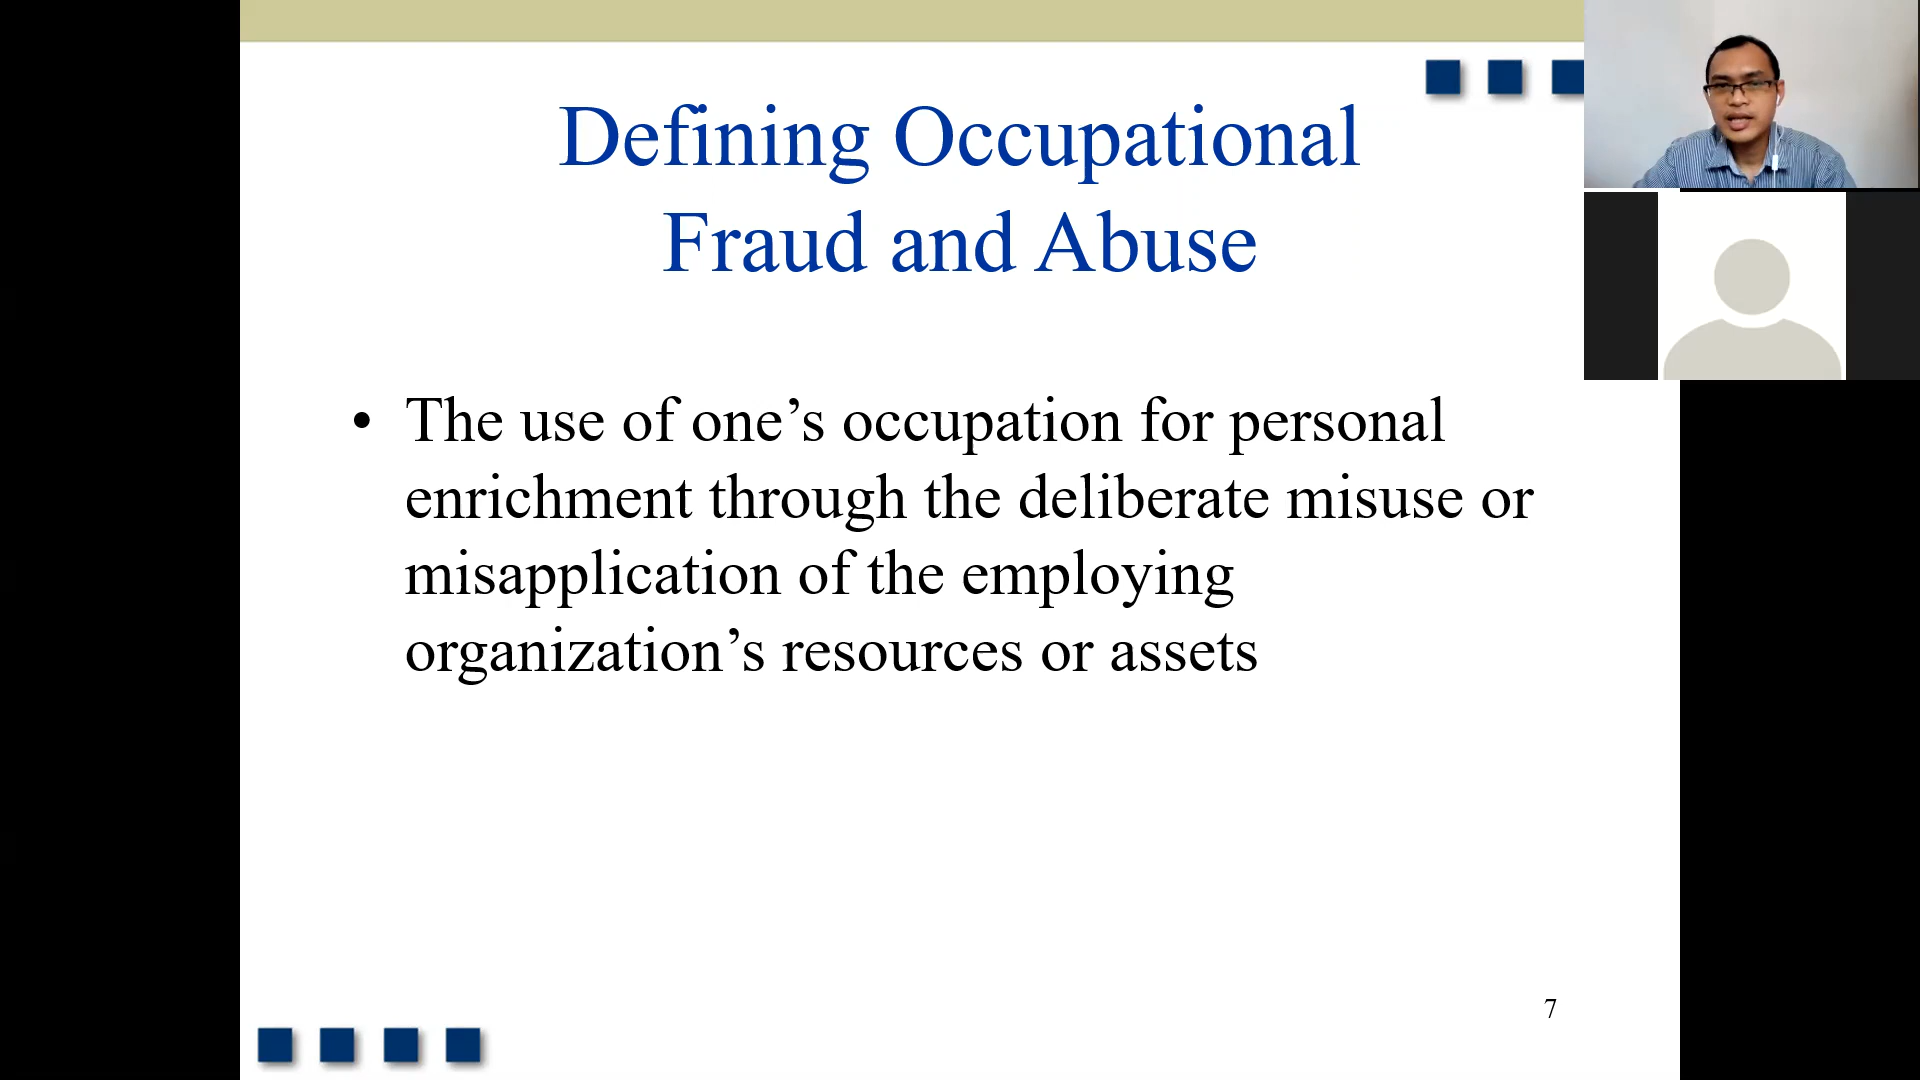 Defining Occupational
Fraud and Abuse
• The use of one’s occupation for personal
enrichment through the deliberate misuse or
misapplication of the employing
organization’s resources or assets
7